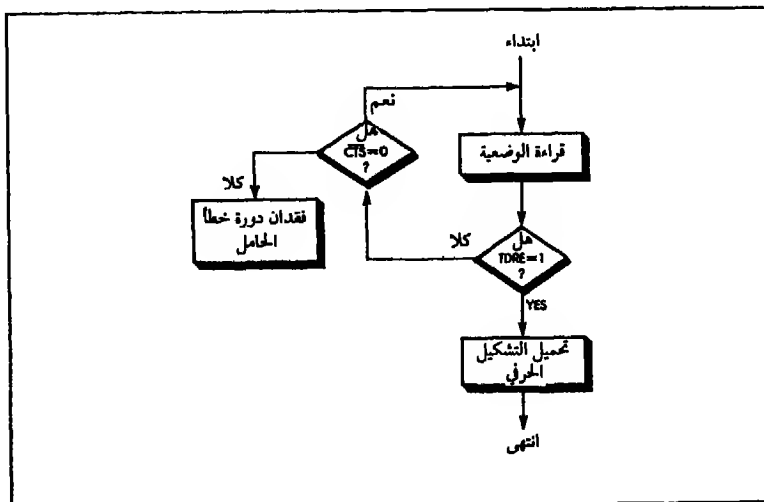 ابتداء
نعم
هل
CTS=0
?
قراءة الوضعية
كلا
فقدان دورة خطأ
الحامل
كلا
هل
TDRE=1
?
YES
تحميل التشكيل
الحرفي
انتهى